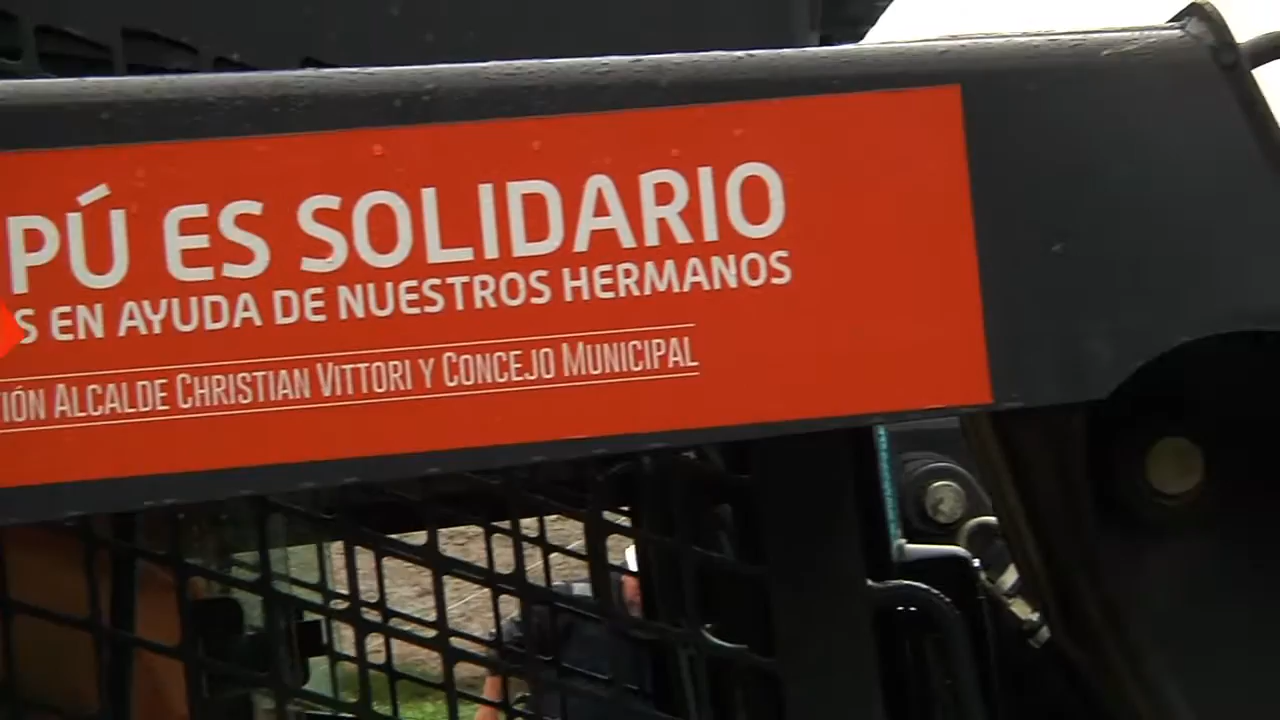 PÚ ES SOLIDARIO
S EN AYUDA DE NUESTROS HERMANOS
IÓN ALCALDE CHRISTIAN VITTORI Y CONCEJO MUNICIPAL